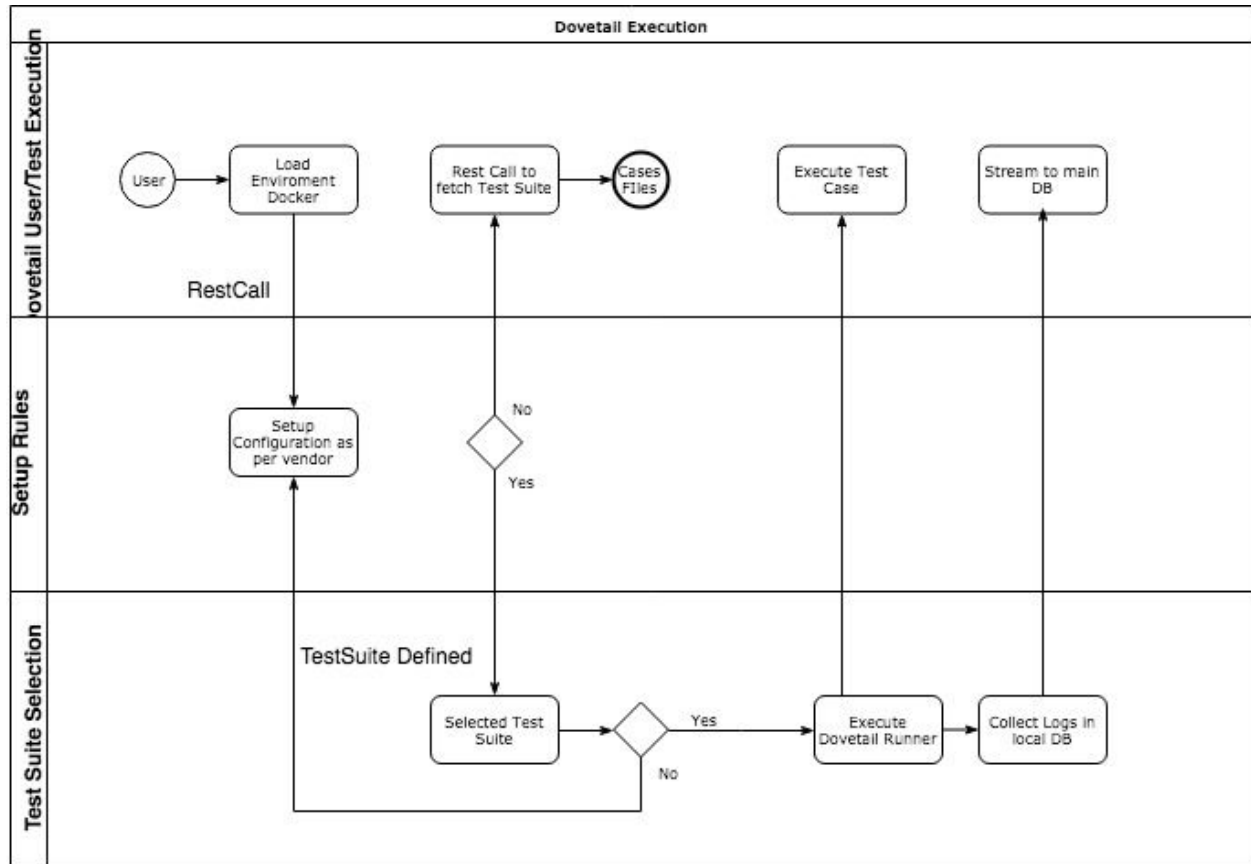 Dovetail Execution
ovetail User/Test Execution
User
Load
Enviroment
Docker
Rest Call to
fetch Test Suite
Cases
FIles
Execute Test
Case
Stream to main
DB
RestCall
Setup Rules
Setup
Configuration as
per vendor
No
Yes
Test Suite Selection
TestSuite Defined
Selected Test
Suite
Yes
No
Execute
Dovetail Runner
Collect Logs in
local DB